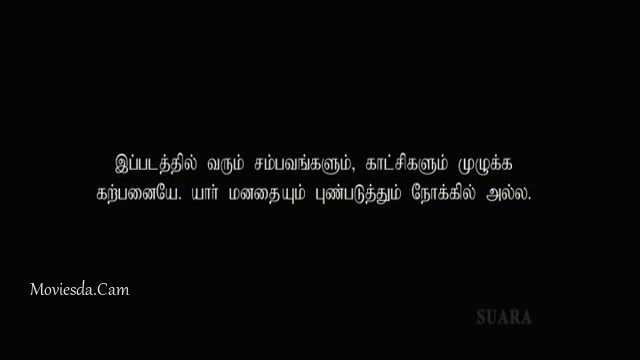 இப்படத்தில் வரும் சம்பவங்களும், காட்சிகளும் முழுக்க
கற்பனையே. யார் மனதையும் புண்படுத்தும் நோக்கில் அல்ல.
Moviesda.Cam
SUARA